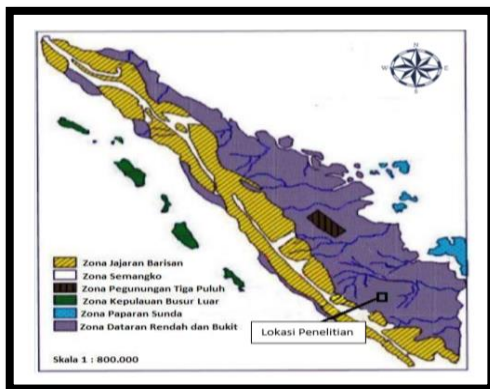 N
W E
S
Zona Jajaran Barisan
Zona Semangko
Zona Pegunungan Tiga Puluh
Zona Kepulauan Busur Luar
Zona Paparan Sunda
Zona Dataran Rendah dan Bukit
Lokasi Penelitian
Skala 1 : 800.000